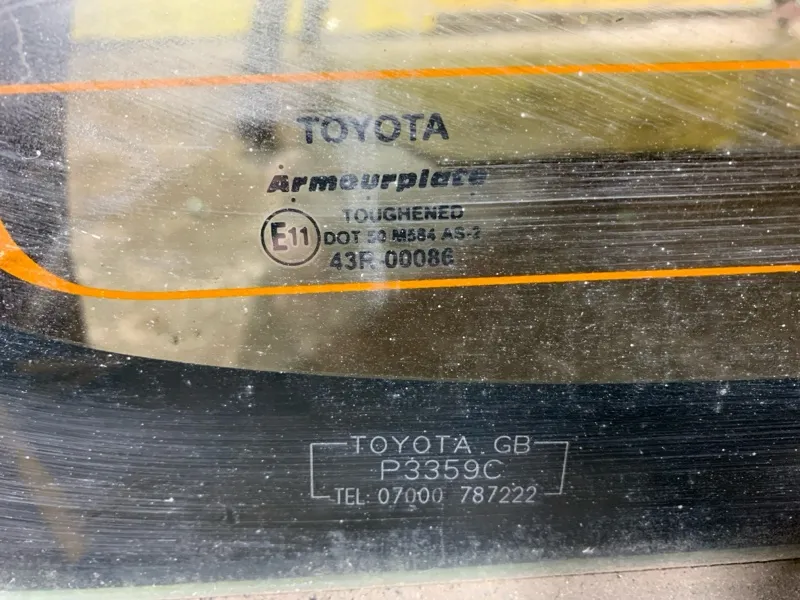 TOYOTA
Armourplate
TOUGHENED
E11
DOT 50 M584 AS-2
43R-00086
TOYOTA GB
P3359C
TEL: 07000 787222